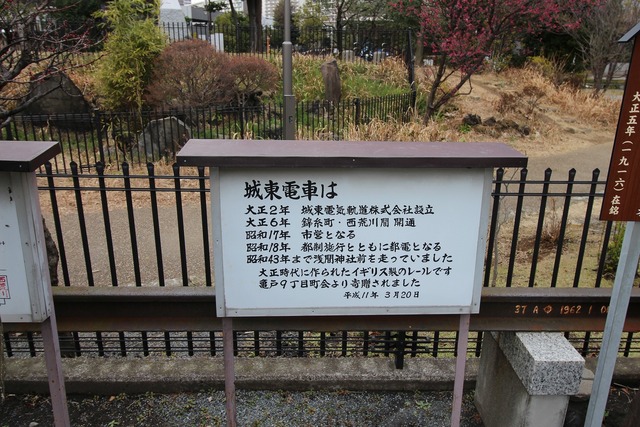 城東電車は
大正2年 城東電気軌道株式会社設立
大正6年 錦糸町・西荒川間 開通
昭和17年 市営となる
昭和18年 都制施行とともに都電となる
昭和43年まで浅間神社前を走っていました
大正時代に作られたイギリス製のレールです
亀戸9丁目町会より寄贈されました
平成11年 3月20日
大正五年(一九一六)在銘
37 A 1962